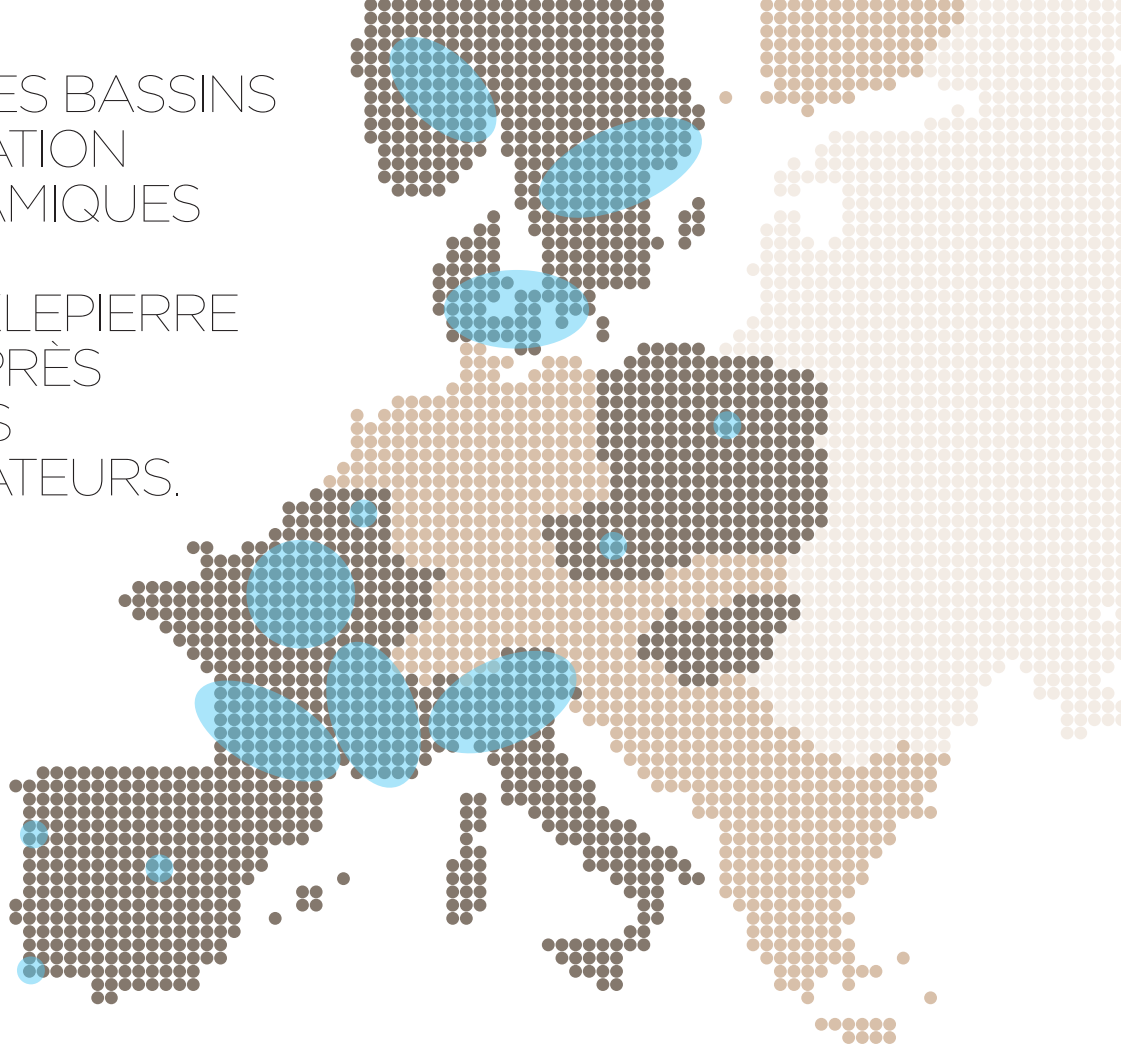 ES BASSINS
ATION
AMIQUES
LEPIERRE
PRÈS
S
ATEURS.